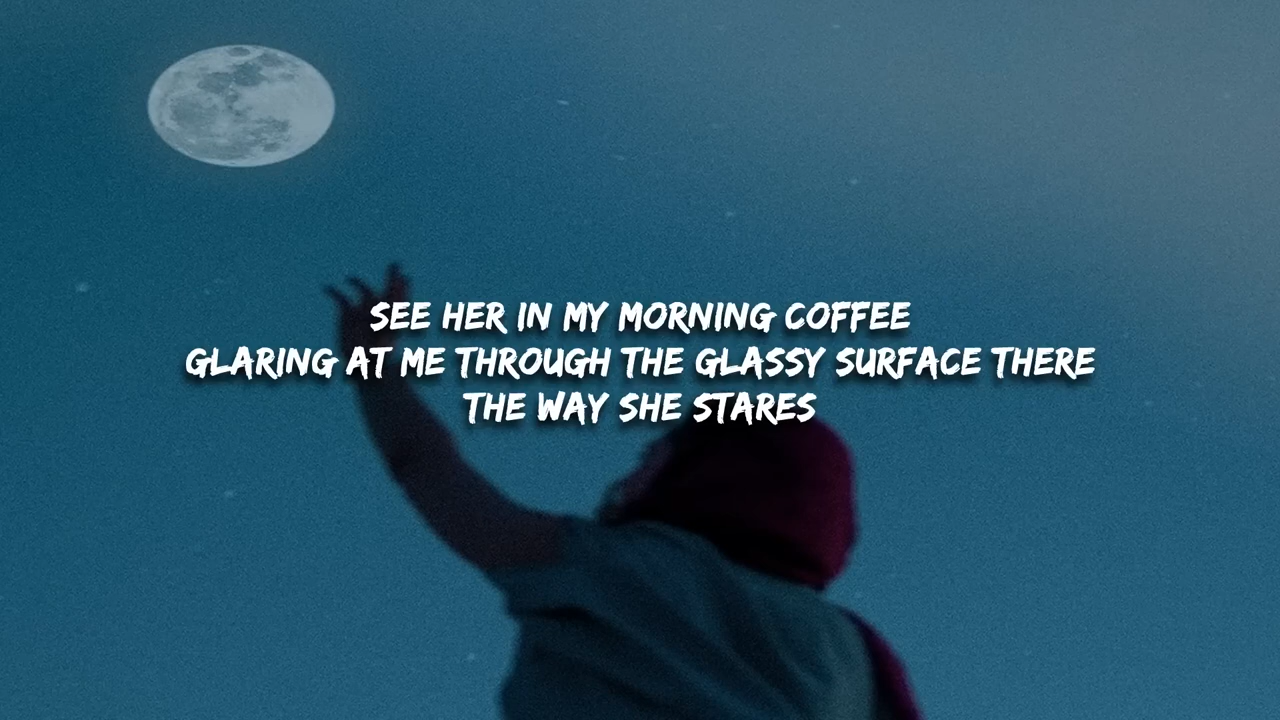 SEE HER IN MY MORNING COFFEE
GLARING AT ME THROUGH THE GLASSY SURFACE THERE
THE WAY SHE STARES